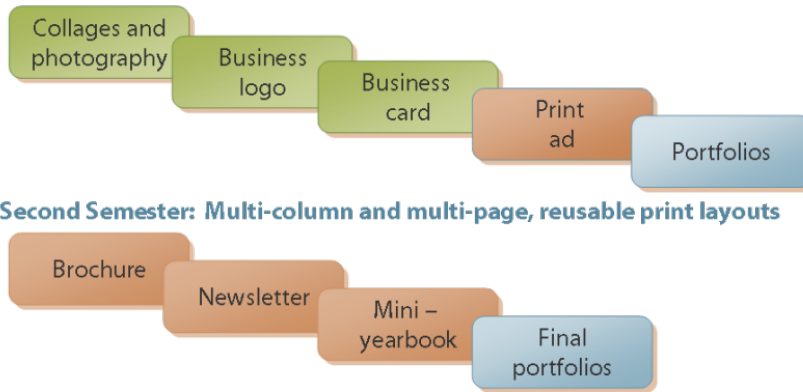 Collages and
photography
Business
logo
Business
card
Print
ad
Portfolios
Second Semester: Multi-column and multi-page, reusable print layouts
Brochure
Newsletter
Mini –
yearbook
Final
portfolios